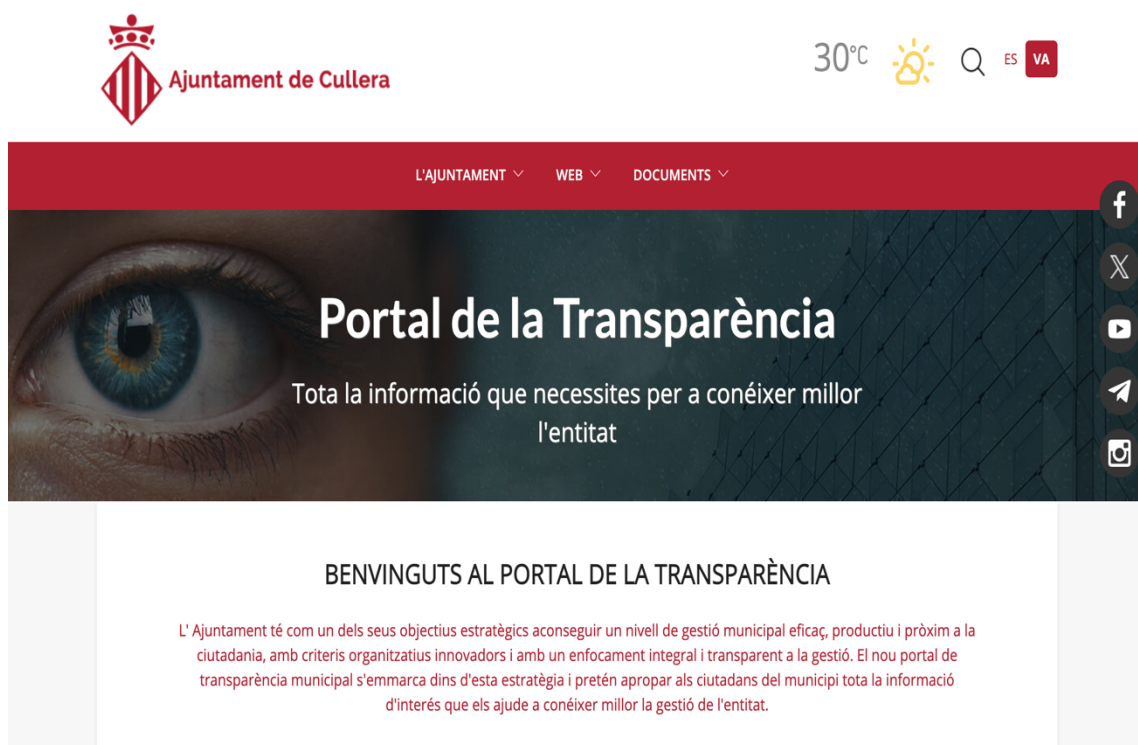 Ajuntament de Cullera
30°C
ES VA
L'AJUNTAMENT WEB DOCUMENTS
Portal de la Transparència
Tota la informació que necessites per a conéixer millor
l'entitat
BENVINGUTS AL PORTAL DE LA TRANSPARÈNCIA
L' Ajuntament té com un dels seus objectius estratègics aconseguir un nivell de gestió municipal eficaç, productiu i pròxim a la
ciutadania, amb criteris organitzatius innovadors i amb un enfocament integral i transparent a la gestió. El nou portal de
transparència municipal s'emmarca dins d'esta estratègia i pretén apropar als ciutadans del municipi tota la informació
d'interés que els ajude a conéixer millor la gestió de l'entitat.